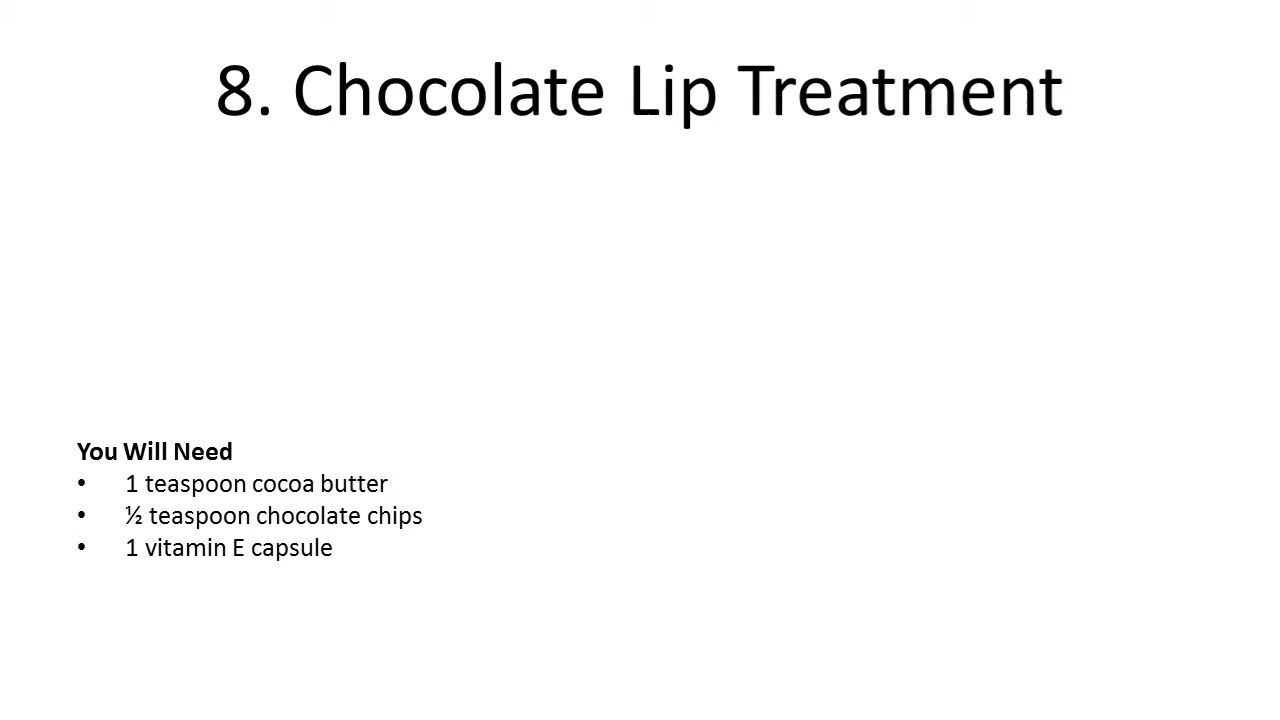 8. Chocolate Lip Treatment
You Will Need
• 1 teaspoon cocoa butter
• ½ teaspoon chocolate chips
• 1 vitamin E capsule